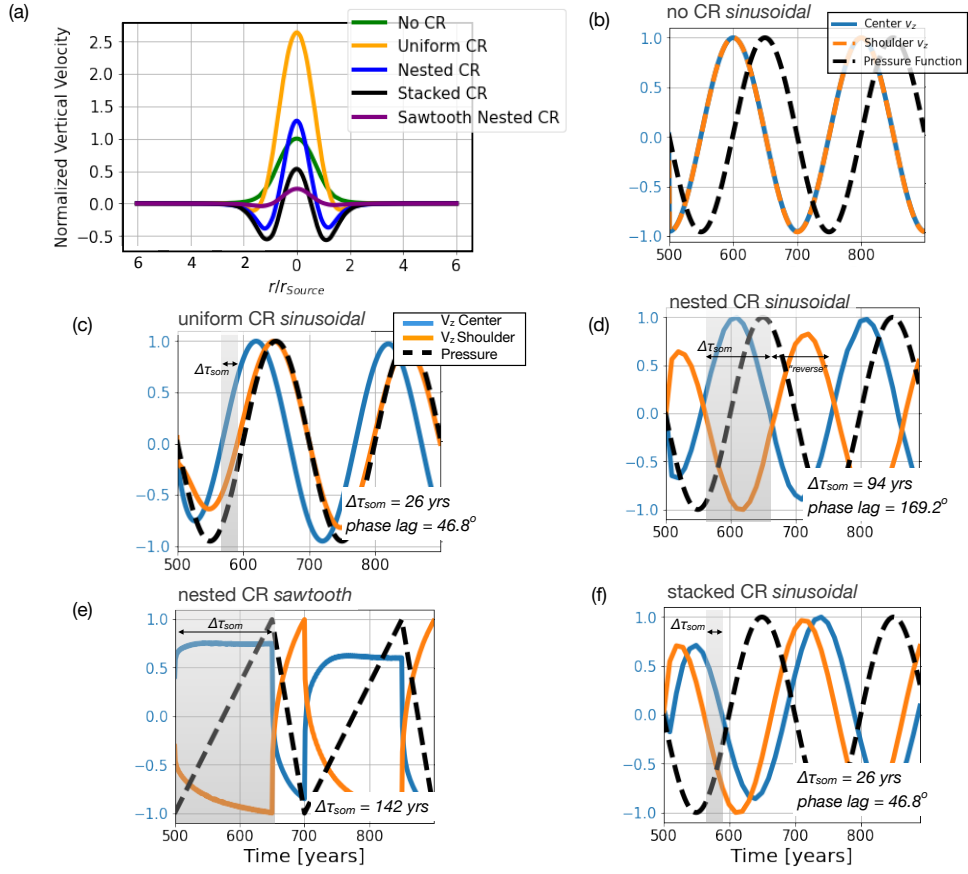 (a)
No CR
Uniform CR
Nested CR
Stacked CR
Sawtooth Nested CR
Normalized Vertical Velocity
2.5
2.0
1.5
1.0
0.5
0.0
−0.5
6 4 2 0 2 4 6
r/r_Source
(b)
no CR sinusoidal
Center v_z
Shoulder v_z
Pressure Function
1.0
0.5
0.0
−0.5
−1.0
500 600 700 800
(c)
uniform CR sinusoidal
V_z Center
V_z Shoulder
Pressure
Δτ_som
1.0
0.5
0.0
−0.5
−1.0
Δτ_som = 26 yrs
phase lag = 46.8°
500 600 700 800
(d)
nested CR sinusoidal
Δτ_som
"reverse"
1.0
0.5
0.0
−0.5
−1.0
Δτ_som = 94 yrs
phase lag = 169.2°
500 600 700 800
(e)
nested CR sawtooth
Δτ_som
1.0
0.5
0.0
−0.5
−1.0
Δτ_som = 142 yrs
500 600 700 800
Time [years]
(f)
stacked CR sinusoidal
Δτ_som
1.0
0.5
0.0
−0.5
−1.0
Δτ_som = 26 yrs
phase lag = 46.8°
500 600 700 800
Time [years]